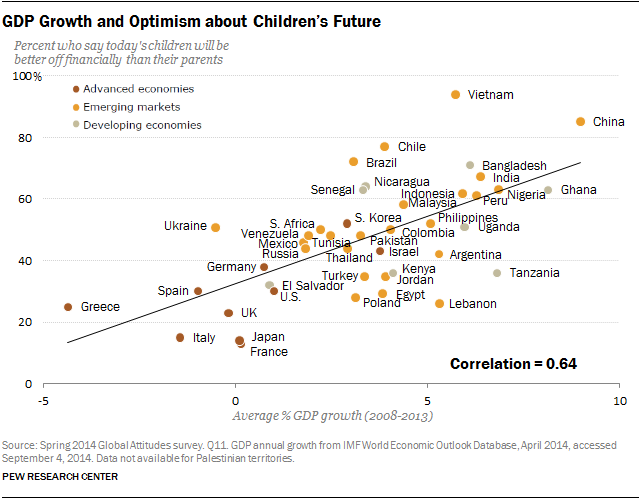 GDP Growth and Optimism about Children's Future
Percent who say today's children will be
better off financially than their parents
100%
80
60
40
20
0
Advanced economies
Emerging markets
Developing economies
Vietnam
China
Chile
Brazil
Bangladesh
India
Nicaragua
Senegal
Indonesia
Nigeria
Ghana
Peru
Malaysia
Ukraine
S. Africa
S. Korea
Philippines
Uganda
Venezuela
Colombia
Mexico
Tunisia
Pakistan
Russia
Thailand
Israel
Argentina
Germany
Kenya
Tanzania
Turkey
Jordan
El Salvador
Spain
U.S.
Egypt
Poland
Lebanon
Greece
UK
Italy
Japan
France
Correlation = 0.64
-5
0
5
10
Average % GDP growth (2008-2013)
Source: Spring 2014 Global Attitudes survey. Q11. GDP annual growth from IMF World Economic Outlook Database, April 2014, accessed
September 4, 2014. Data not available for Palestinian territories.
PEW RESEARCH CENTER